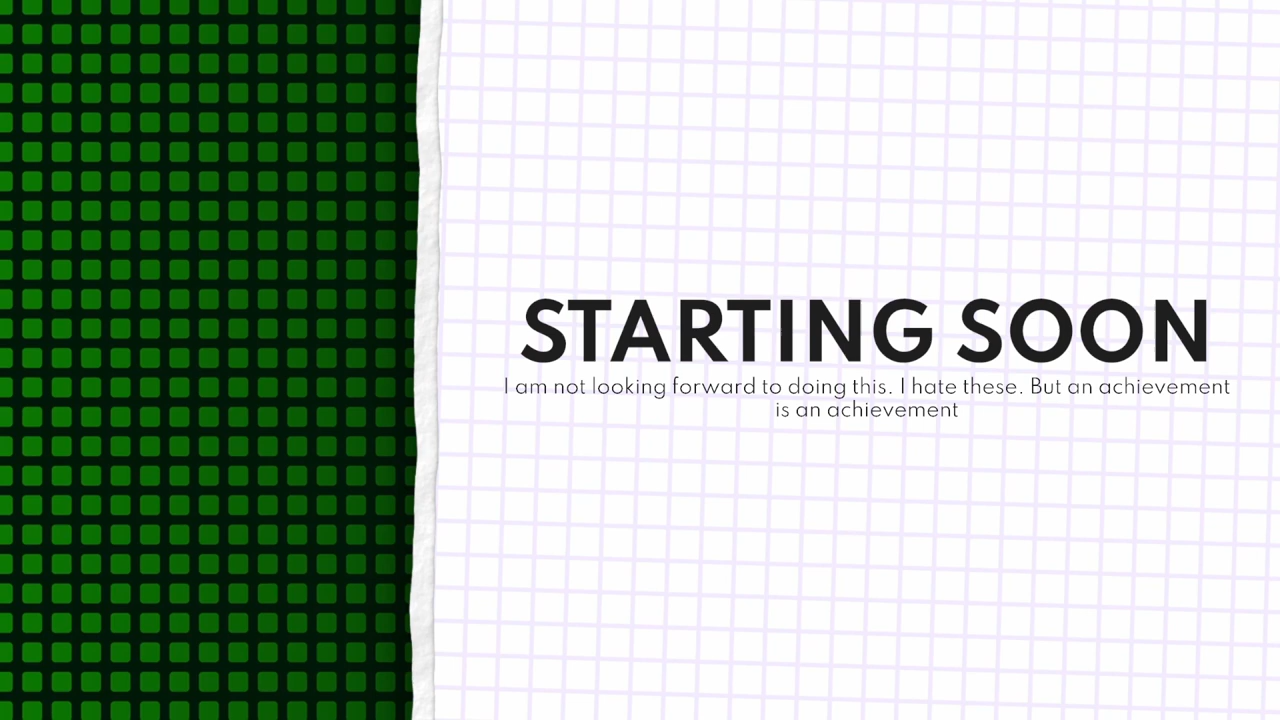 STARTING SOON
I am not looking forward to doing this. I hate these. But an achievement
is an achievement